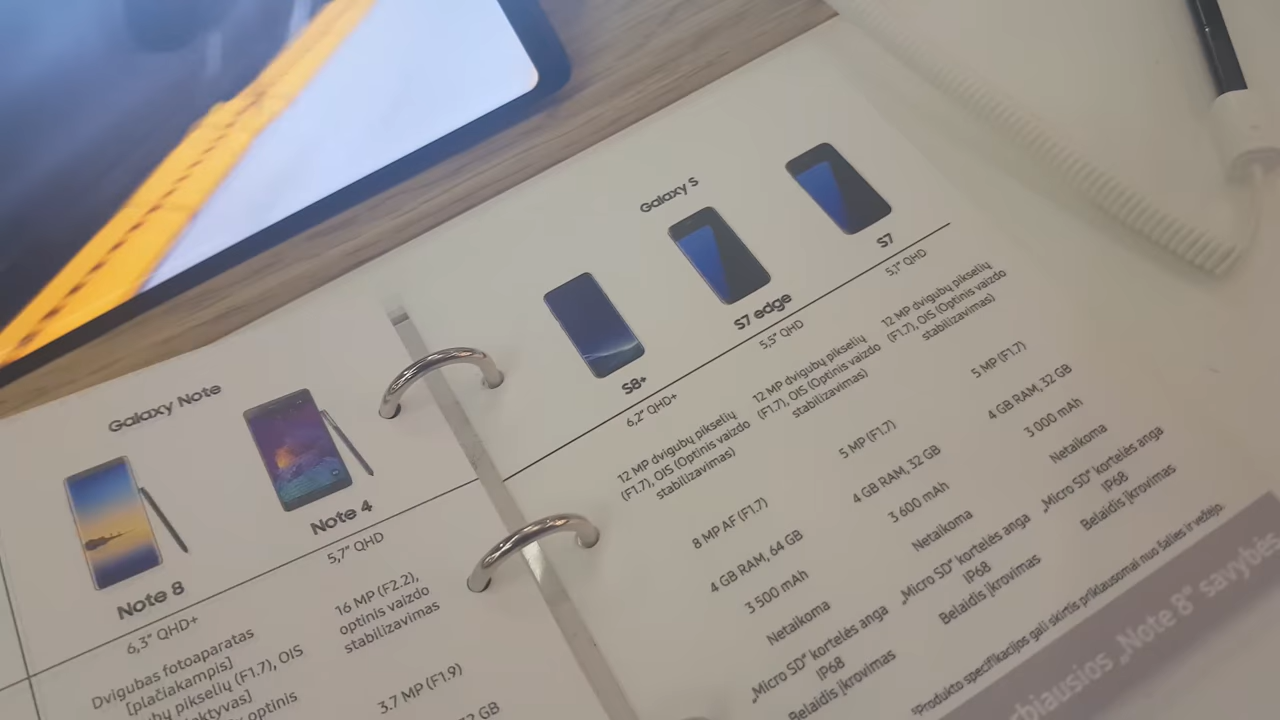 Galaxy Note
Note 8
6,3” QHD+
Dvigubas fotoaparatas
[plačiakampis]
pikselių (F1.7), OIS
optinis
Note 4
5,7” QHD
16 MP (F2.2),
optinis vaizdo
stabilizavimas
3.7 MP (F1.9)
GB
Galaxy S
S8+
6,2” QHD+
12 MP dvigubų pikselių
(F1.7), OIS (Optinis vaizdo
stabilizavimas)
8 MP AF (F1.7)
4 GB RAM, 64 GB
3 500 mAh
Netaikoma
„Micro SD“ kortelės anga
IP68
Belaidis įkrovimas
S7 edge
5,5” QHD
12 MP dvigubų pikselių
(F1.7), OIS (Optinis vaizdo
stabilizavimas)
5 MP (F1.7)
4 GB RAM, 32 GB
3 600 mAh
Netaikoma
„Micro SD“ kortelės anga
IP68
Belaidis įkrovimas
S7
5,1” QHD
12 MP dvigubų pikselių
(F1.7), OIS (Optinis vaizdo
stabilizavimas)
5 MP (F1.7)
4 GB RAM, 32 GB
3 000 mAh
Netaikoma
„Micro SD“ kortelės anga
IP68
Belaidis įkrovimas
*Produkto specifikacijos gali skirtis priklausomai nuo šalies ir vežėjo.
„Note 8“ savybės